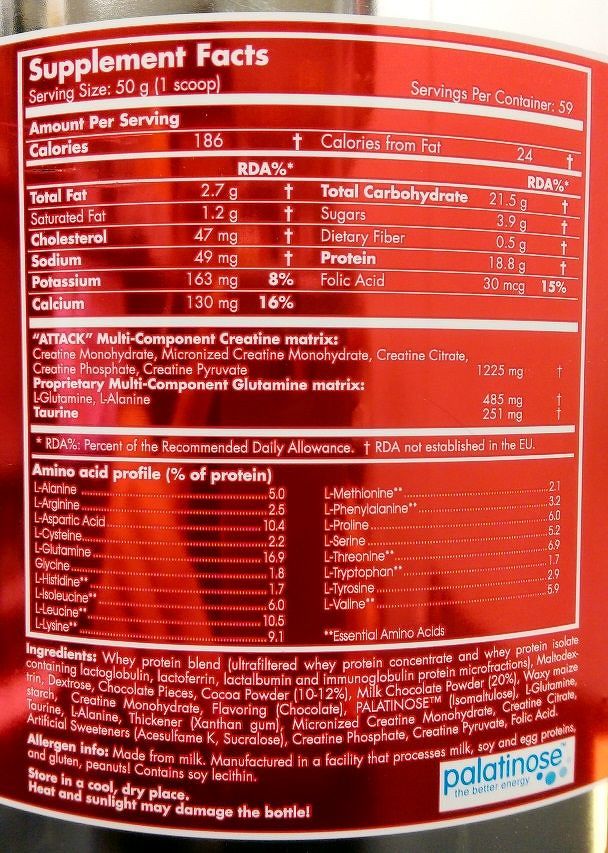 Supplement Facts
Serving Size: 50 g (1 scoop)
Servings Per Container: 59
Amount Per Serving
Calories 186 † Calories from Fat 24 †
RDA%* RDA%*
Total Fat 2.7 g † Total Carbohydrate 21.5 g †
Saturated Fat 1.2 g † Sugars 3.9 g †
Cholesterol 47 mg † Dietary Fiber 0.5 g †
Sodium 49 mg † Protein 18.8 g †
Potassium 163 mg 8% Folic Acid 30 mcg 15%
Calcium 130 mg 16%
“ATTACK” Multi-Component Creatine matrix:
Creatine Monohydrate, Micronized Creatine Monohydrate, Creatine Citrate,
Creatine Phosphate, Creatine Pyruvate 1225 mg †
Proprietary Multi-Component Glutamine matrix:
L-Glutamine, L-Alanine 485 mg †
Taurine 251 mg †
* RDA%: Percent of the Recommended Daily Allowance. † RDA not established in the EU.
Amino acid profile (% of protein)
L-Alanine 5.0
L-Arginine 2.5
L-Aspartic Acid 10.4
L-Cysteine 2.2
L-Glutamine 16.9
Glycine 1.8
L-Histidine** 1.7
L-Isoleucine** 6.0
L-Leucine** 10.5
L-Lysine** 9.1
L-Methionine** 2.1
L-Phenylalanine** 3.2
L-Proline 6.0
L-Serine 5.2
L-Threonine** 6.9
L-Tryptophan** 1.7
L-Tyrosine 2.9
L-Valine** 5.9
**Essential Amino Acids
Ingredients: Whey protein blend (ultrafiltered whey protein concentrate and whey protein isolate
containing lactoglobulin, lactoferrin, lactalbumin and immunoglobulin protein microfractions), Maltodex-
trin, Dextrose, Chocolate Pieces, Cocoa Powder (10-12%), Milk Chocolate Powder (20%), Waxy maize
starch, Creatine Monohydrate, Flavoring (Chocolate), PALATINOSE™ (Isomaltulose), L-Glutamine,
Taurine, L-Alanine, Thickener (Xanthan gum), Micronized Creatine Monohydrate, Creatine Citrate,
Artificial Sweeteners (Acesulfame K, Sucralose), Creatine Phosphate, Creatine Pyruvate, Folic Acid.
Allergen info: Made from milk. Manufactured in a facility that processes milk, soy and egg proteins,
and gluten, peanuts! Contains soy lecithin.
Store in a cool, dry place.
Heat and sunlight may damage the bottle!
palatinose™
the better energy